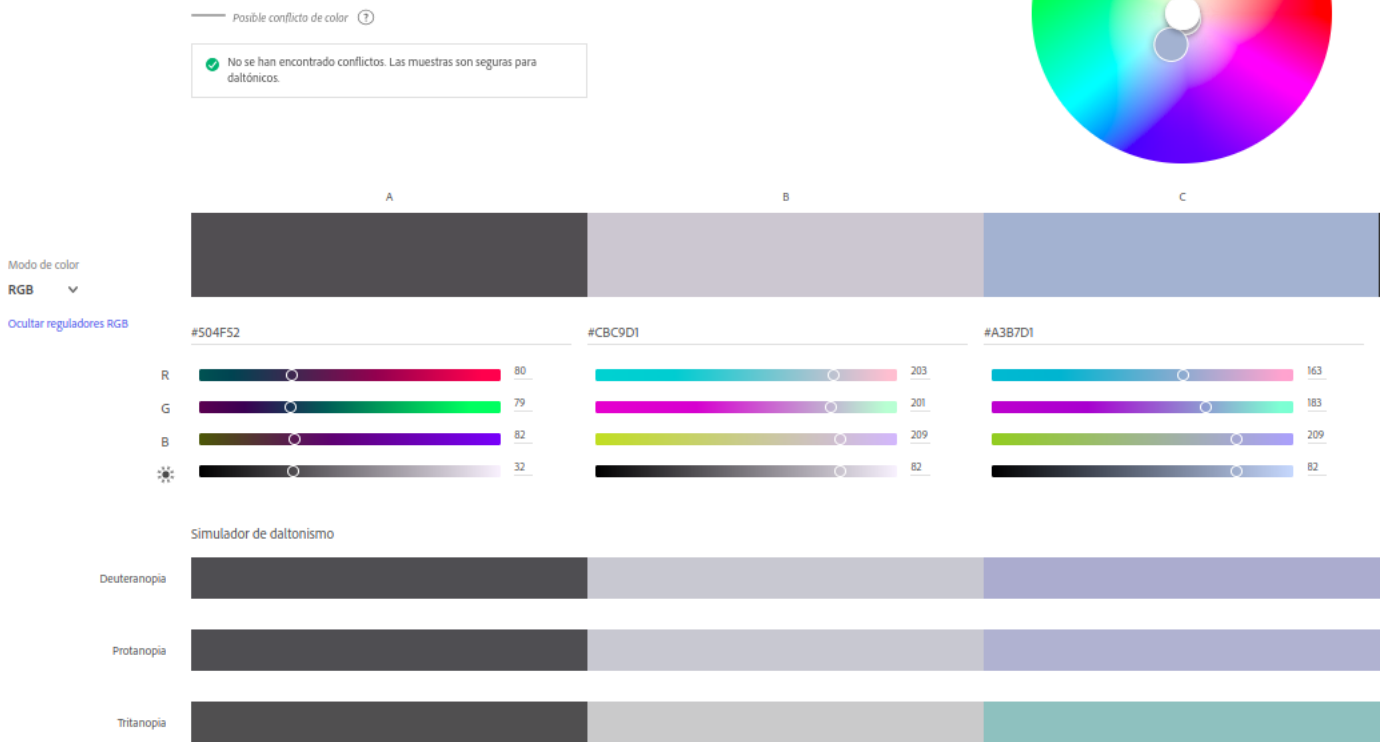 Posible conflicto de color ?
No se han encontrado conflictos. Las muestras son seguras para
daltónicos.
A B C
Modo de color
RGB
Ocultar reguladores RGB
#504F52 #CBC9D1 #A3B7D1
R 80 203 163
G 79 201 183
B 82 209 209
32 82 82
Simulador de daltonismo
Deuteranopia
Protanopia
Tritanopia